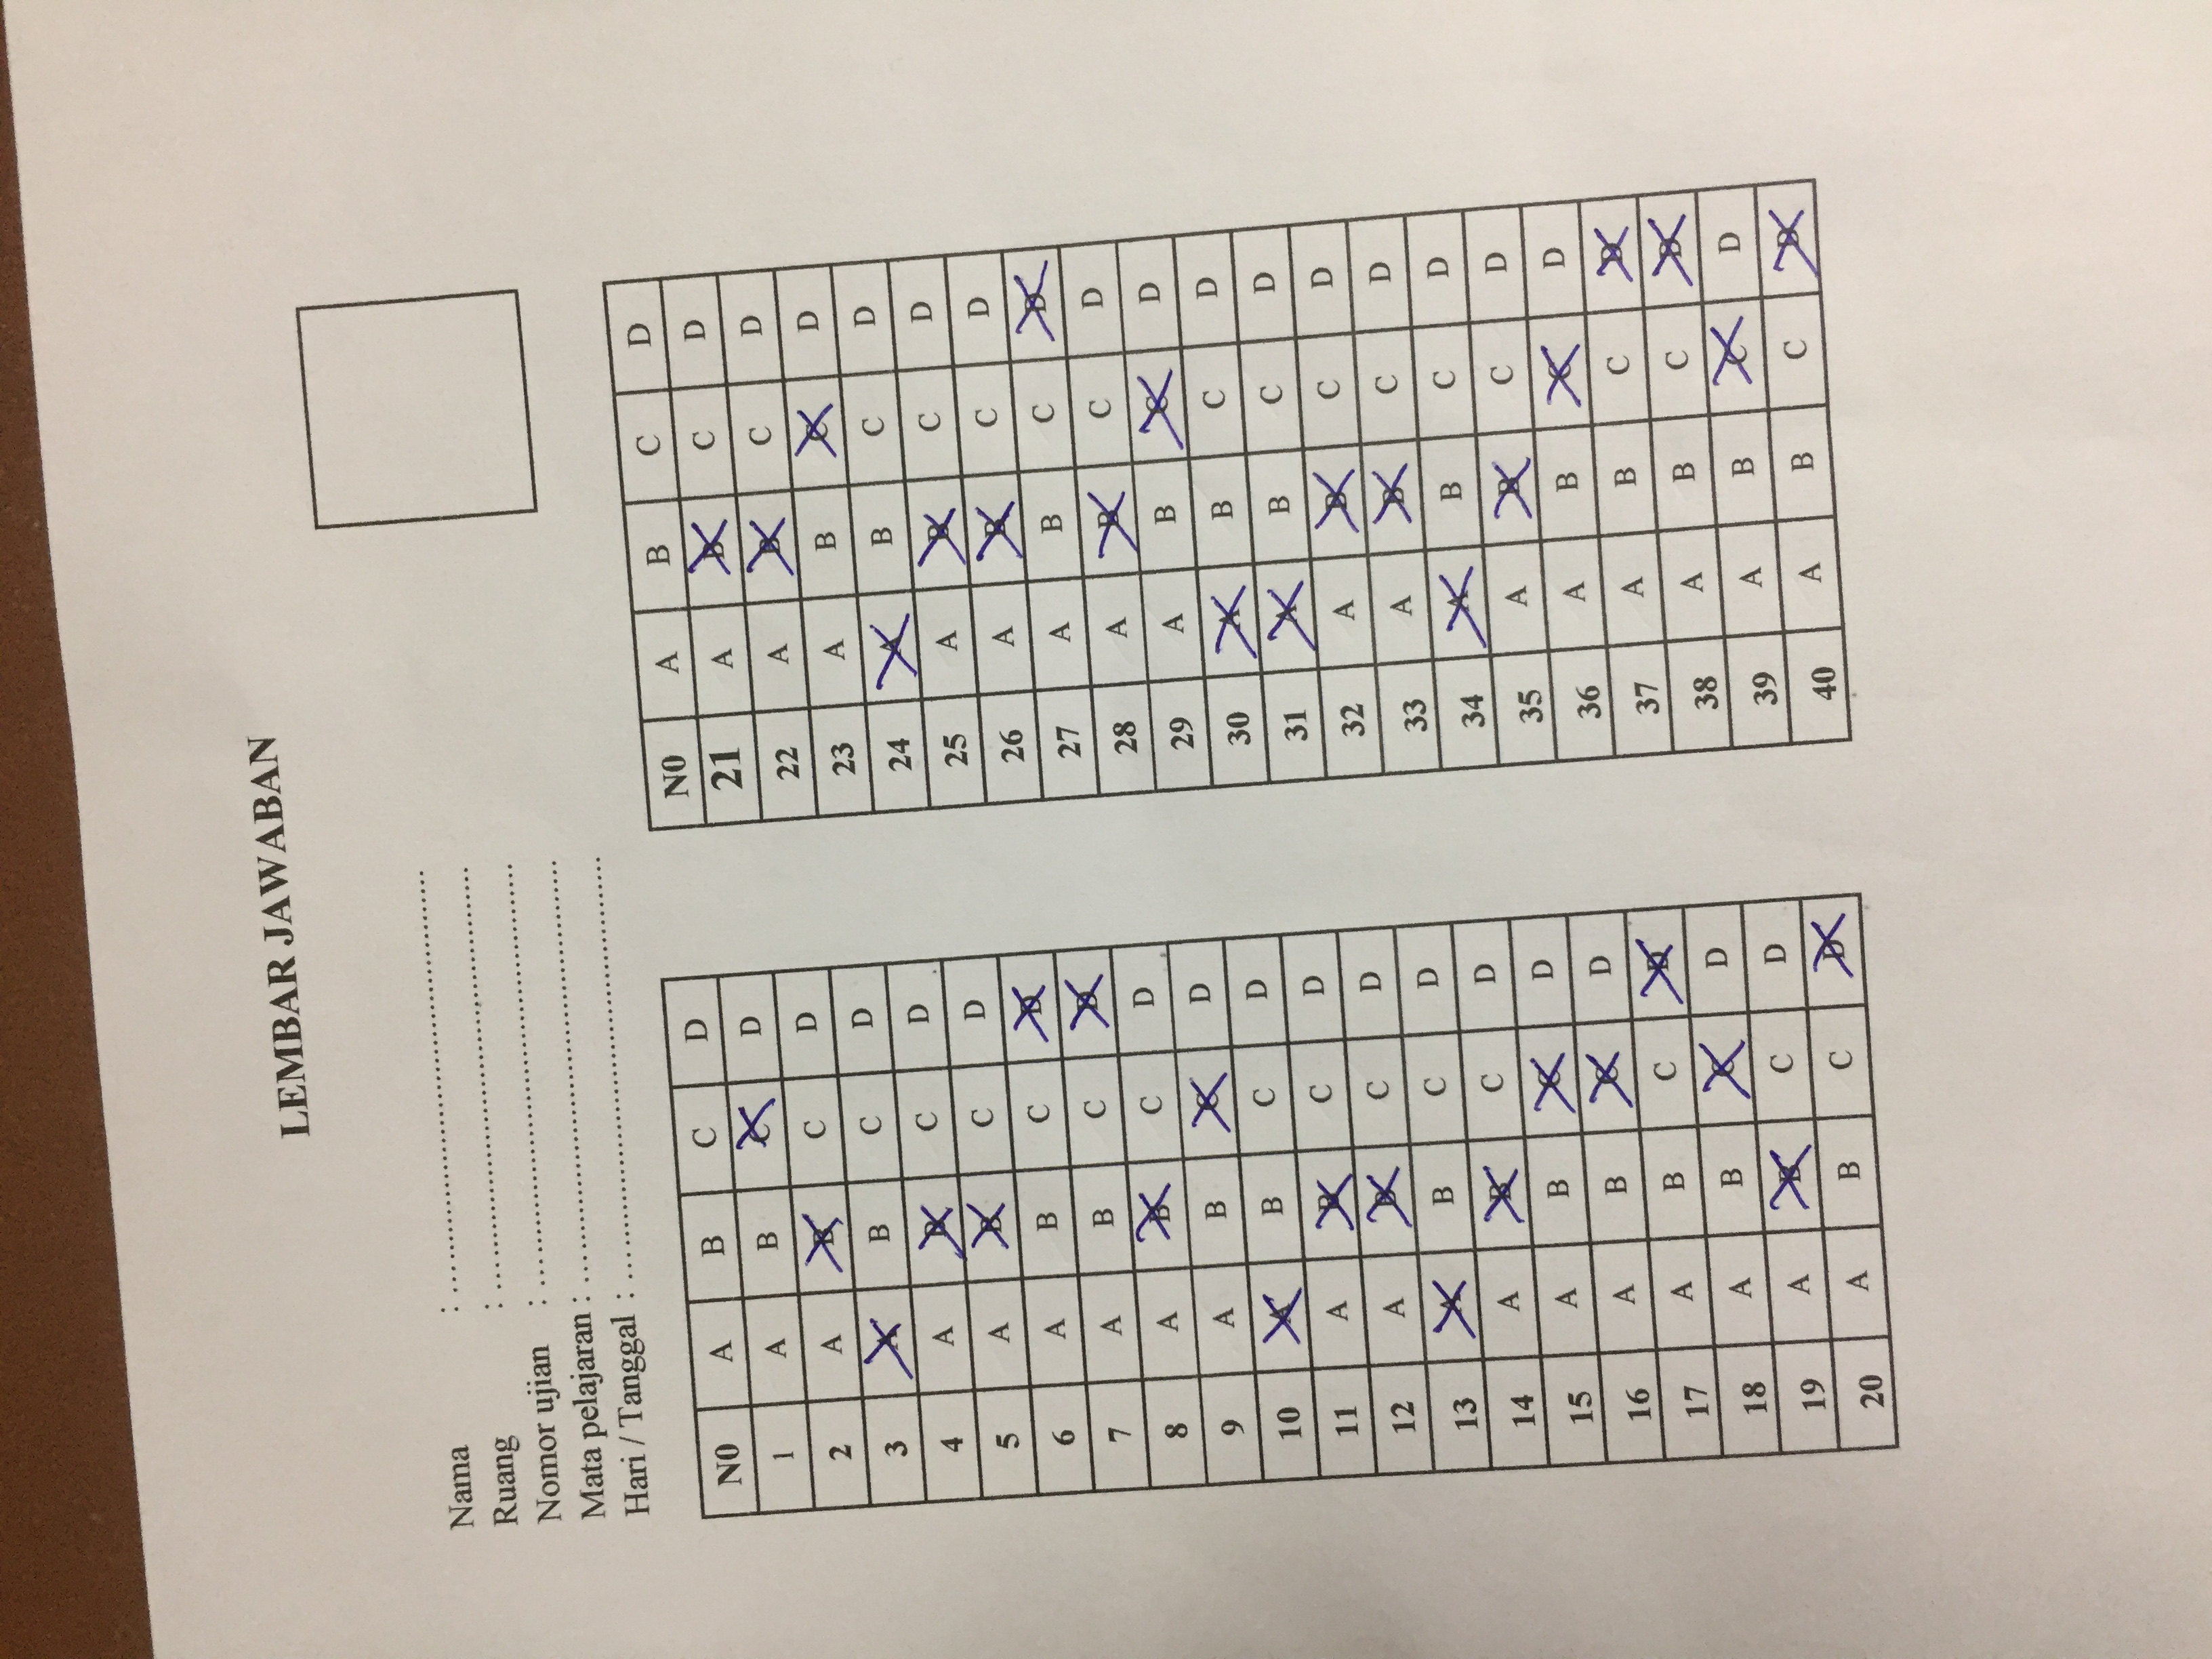 LEMBAR JAWABAN
Nama : ............................................
Ruang : ............................................
Nomor ujian : ............................................
Mata pelajaran : ............................................
Hari / Tanggal : ............................................
N0 A B C D
1 A B C D
2 A B C D
3 A B C D
4 A B C D
5 A B C D
6 A B C D
7 A B C D
8 A B C D
9 A B C D
10 A B C D
11 A B C D
12 A B C D
13 A B C D
14 A B C D
15 A B C D
16 A B C D
17 A B C D
18 A B C D
19 A B C D
20 A B C D
N0 A B C D
21 A B C D
22 A B C D
23 A B C D
24 A B C D
25 A B C D
26 A B C D
27 A B C D
28 A B C D
29 A B C D
30 A B C D
31 A B C D
32 A B C D
33 A B C D
34 A B C D
35 A B C D
36 A B C D
37 A B C D
38 A B C D
39 A B C D
40 A B C D